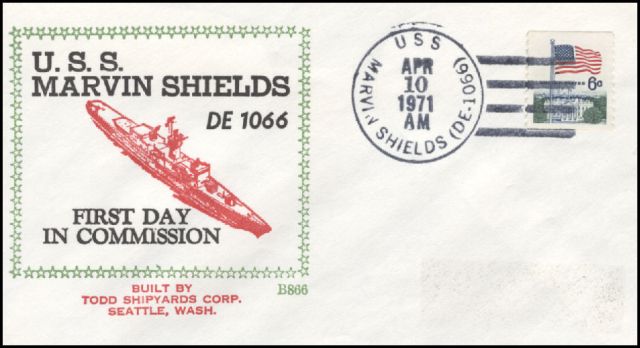 U. S. S.
MARVIN SHIELDS
DE 1066
FIRST DAY
IN COMMISSION
BUILT BY
TODD SHIPYARDS CORP.
SEATTLE, WASH.
B866
USS
MARVIN SHIELDS (DE-1066)
APR
10
1971
AM
6c